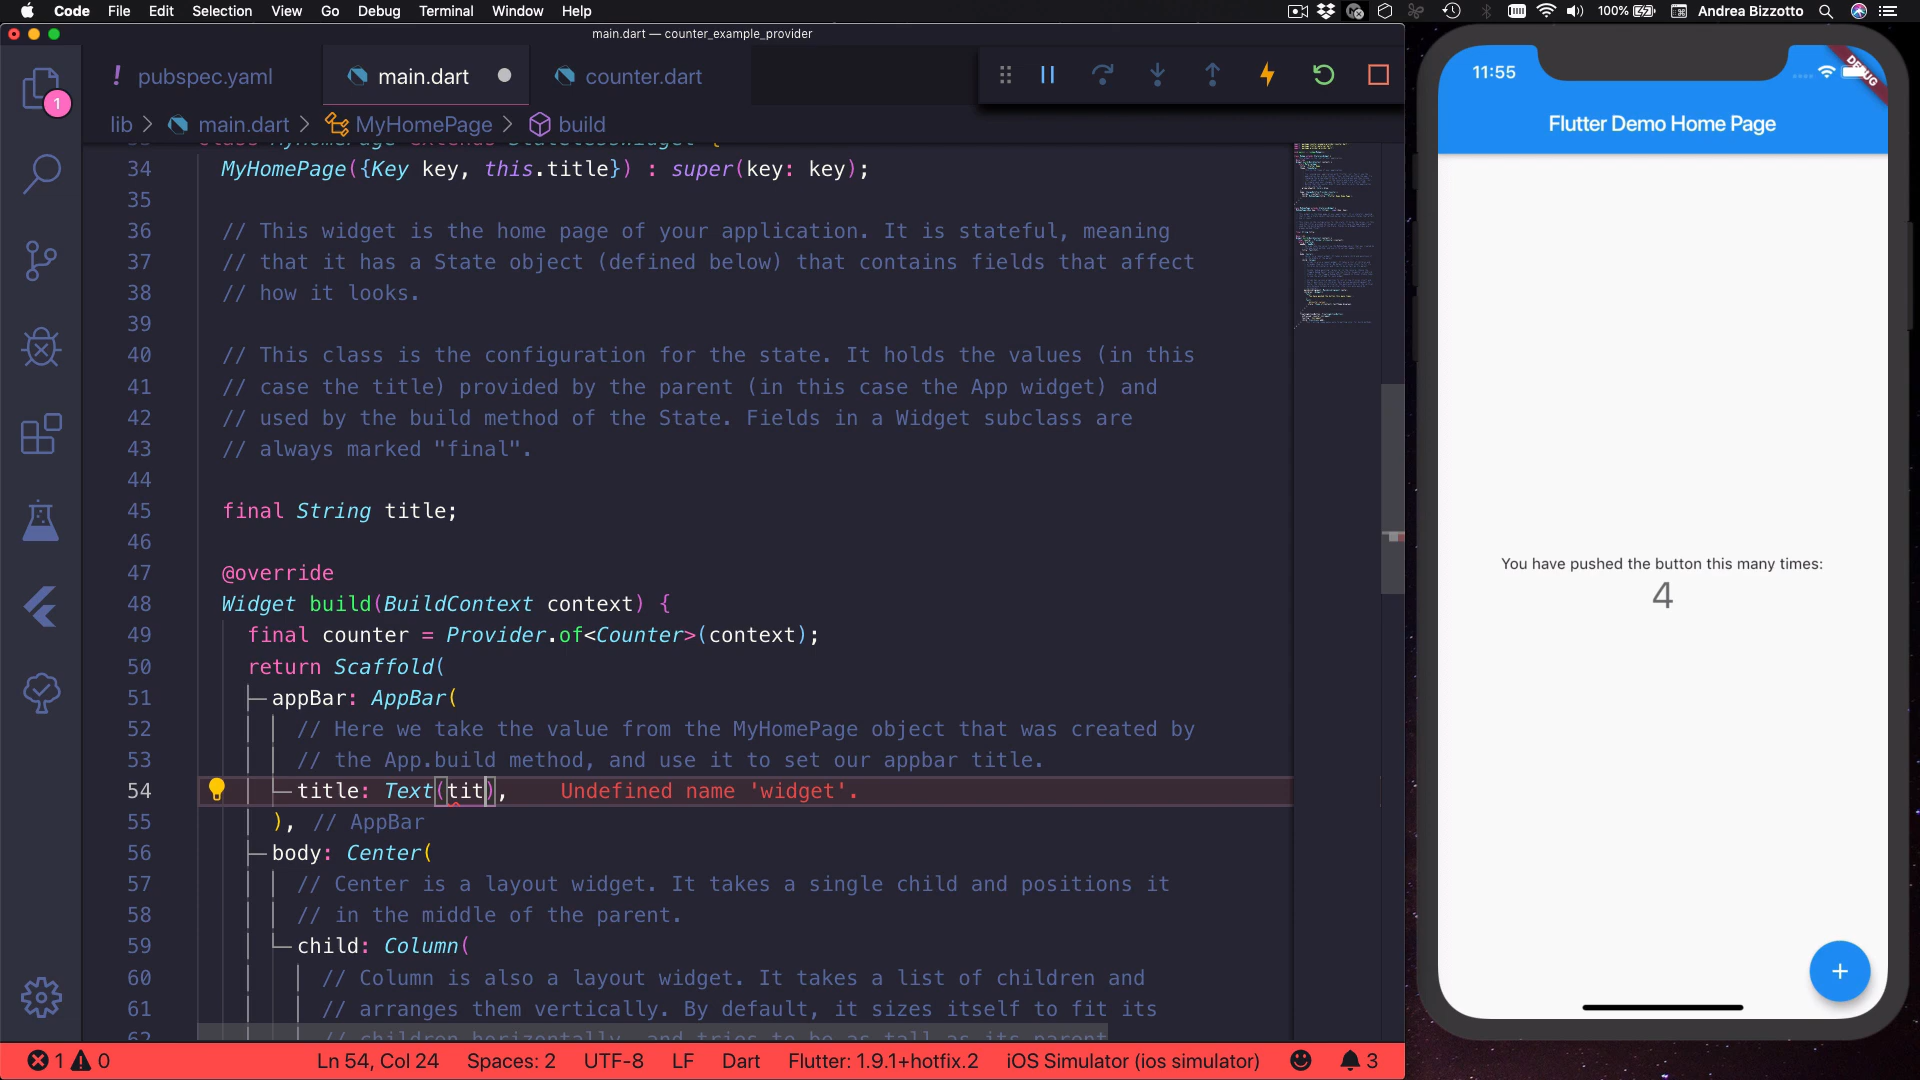 Code File Edit Selection View Go Debug Terminal Window Help
100% Andrea Bizzotto
main.dart — counter_example_provider
! pubspec.yaml
main.dart
counter.dart
1
lib > main.dart > MyHomePage > build
34 MyHomePage({Key key, this.title}) : super(key: key);
35
36 // This widget is the home page of your application. It is stateful, meaning
37 // that it has a State object (defined below) that contains fields that affect
38 // how it looks.
39
40 // This class is the configuration for the state. It holds the values (in this
41 // case the title) provided by the parent (in this case the App widget) and
42 // used by the build method of the State. Fields in a Widget subclass are
43 // always marked "final".
44
45 final String title;
46
47 @override
48 Widget build(BuildContext context) {
49 final counter = Provider.of<Counter>(context);
50 return Scaffold(
51 appBar: AppBar(
52 // Here we take the value from the MyHomePage object that was created by
53 // the App.build method, and use it to set our appbar title.
54 title: Text(tit), Undefined name 'widget'.
55 ), // AppBar
56 body: Center(
57 // Center is a layout widget. It takes a single child and positions it
58 // in the middle of the parent.
59 child: Column(
60 // Column is also a layout widget. It takes a list of children and
61 // arranges them vertically. By default, it sizes itself to fit its
62 // children horizontally, and tries to be as tall as its parent.
1 0 Ln 54, Col 24 Spaces: 2 UTF-8 LF Dart Flutter: 1.9.1+hotfix.2 iOS Simulator (ios simulator) 3
11:55
DEBUG
Flutter Demo Home Page
You have pushed the button this many times:
4
+